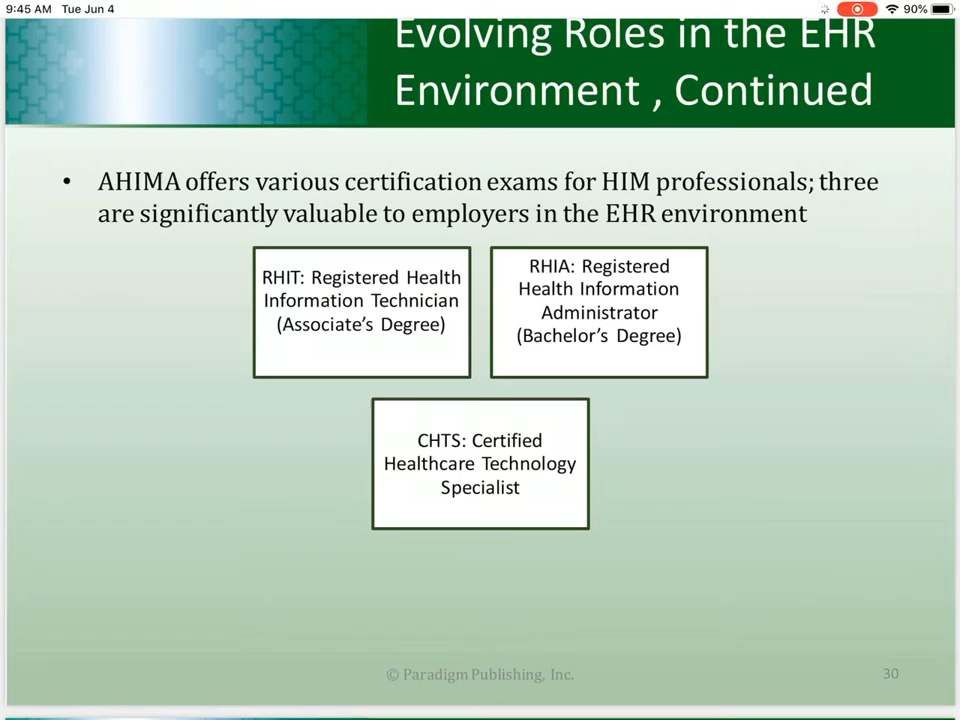 9:45 AM Tue Jun 4
90%
Evolving Roles in the EHR
Environment , Continued
• AHIMA offers various certification exams for HIM professionals; three
are significantly valuable to employers in the EHR environment
RHIT: Registered Health
Information Technician
(Associate’s Degree)
RHIA: Registered
Health Information
Administrator
(Bachelor’s Degree)
CHTS: Certified
Healthcare Technology
Specialist
© Paradigm Publishing, Inc.
30